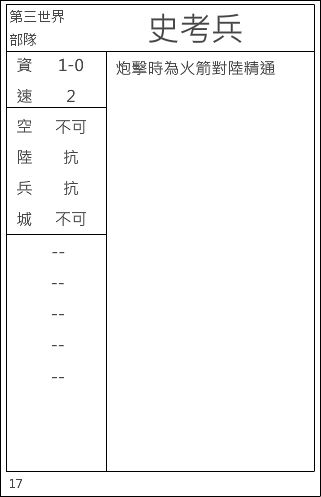 第三世界
部隊
史考兵
資 1-0
速 2
空 不可
陸 抗
兵 抗
城 不可
--
--
--
--
--
炮擊時為火箭對陸精通
17